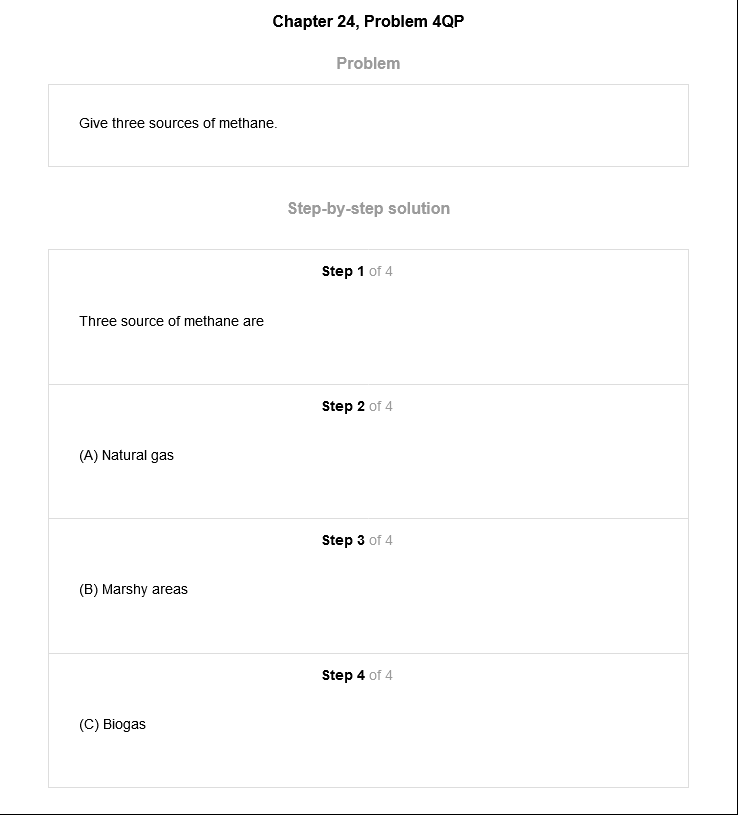 Chapter 24, Problem 4QP
Problem
Give three sources of methane.
Step-by-step solution
Step 1 of 4
Three source of methane are
Step 2 of 4
(A) Natural gas
Step 3 of 4
(B) Marshy areas
Step 4 of 4
(C) Biogas